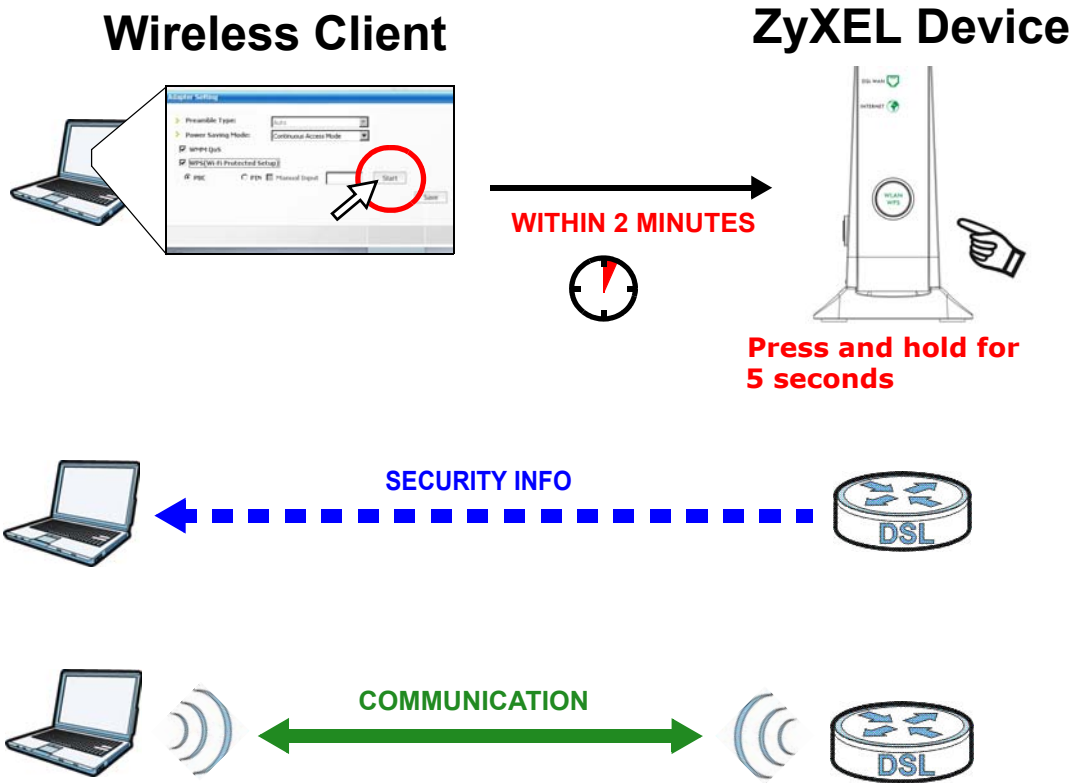 Wireless Client
ZyXEL Device
Adapter Setting
Preamble Type:
Auto
Power Saving Mode:
Continuous Access Mode
WMM QoS
WPS(Wi-Fi Protected Setup)
PBC
PIN
Manual Input
Start
Save
DSL WAN
INTERNET
WLAN
WPS
WITHIN 2 MINUTES
Press and hold for
5 seconds
SECURITY INFO
DSL
COMMUNICATION
DSL